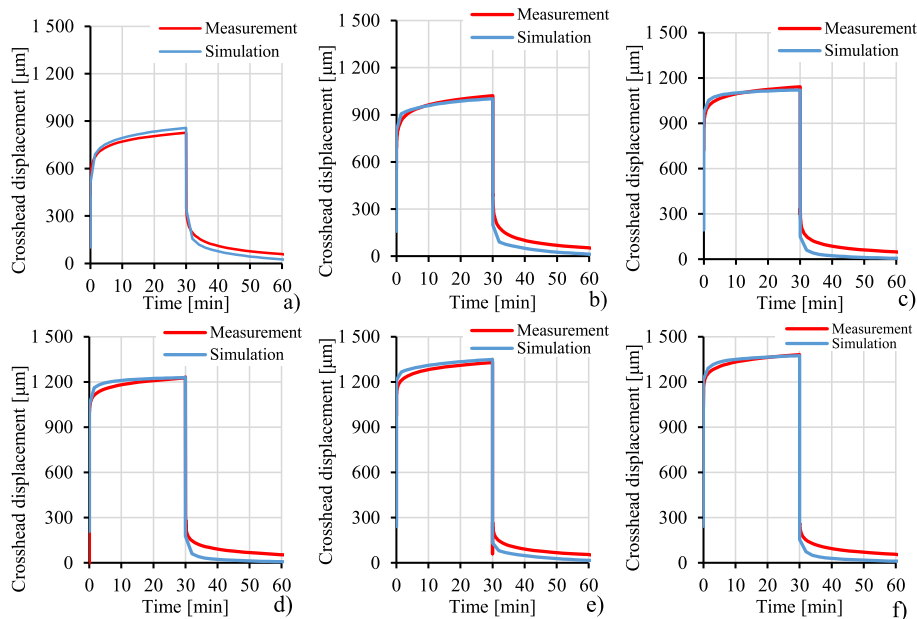 Crosshead displacement [µm]
1 500
1 200
900
600
300
0
Measurement
Simulation
0 10 20 30 40 50 60
Time [min]
a)
Crosshead displacement [µm]
1 500
1 200
900
600
300
0
Measurement
Simulation
0 10 20 30 40 50 60
Time [min]
b)
Crosshead displacement [µm]
1 500
1 200
900
600
300
0
Measurement
Simulation
0 10 20 30 40 50 60
Time [min]
c)
Crosshead displacement [µm]
1 500
1 200
900
600
300
0
Measurement
Simulation
0 10 20 30 40 50 60
Time [min]
d)
Crosshead displacement [µm]
1 500
1 200
900
600
300
0
Measurement
Simulation
0 10 20 30 40 50 60
Time [min]
e)
Crosshead displacement [µm]
1 500
1 200
900
600
300
0
Measurement
Simulation
0 10 20 30 40 50 60
Time [min]
f)